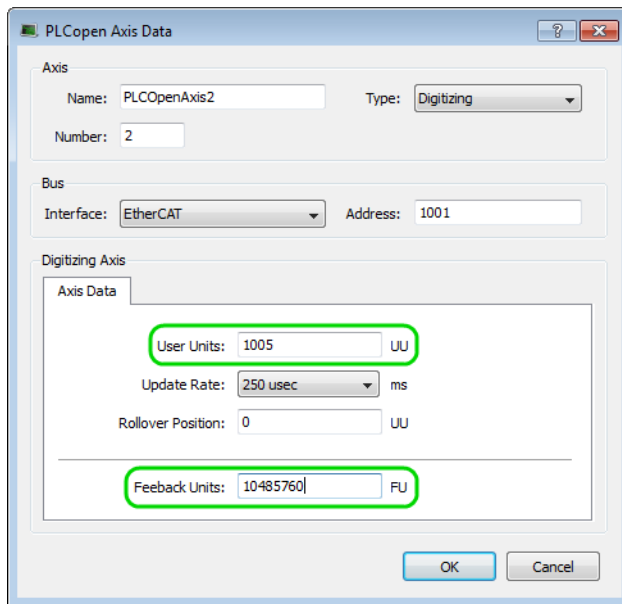 PLCopen Axis Data
?
Axis
Name: PLCOpenAxis2 Type: Digitizing
Number: 2
Bus
Interface: EtherCAT Address: 1001
Digitizing Axis
Axis Data
User Units: 1005 UU
Update Rate: 250 usec ms
Rollover Position: 0 UU
Feeback Units: 10485760 FU
OK Cancel